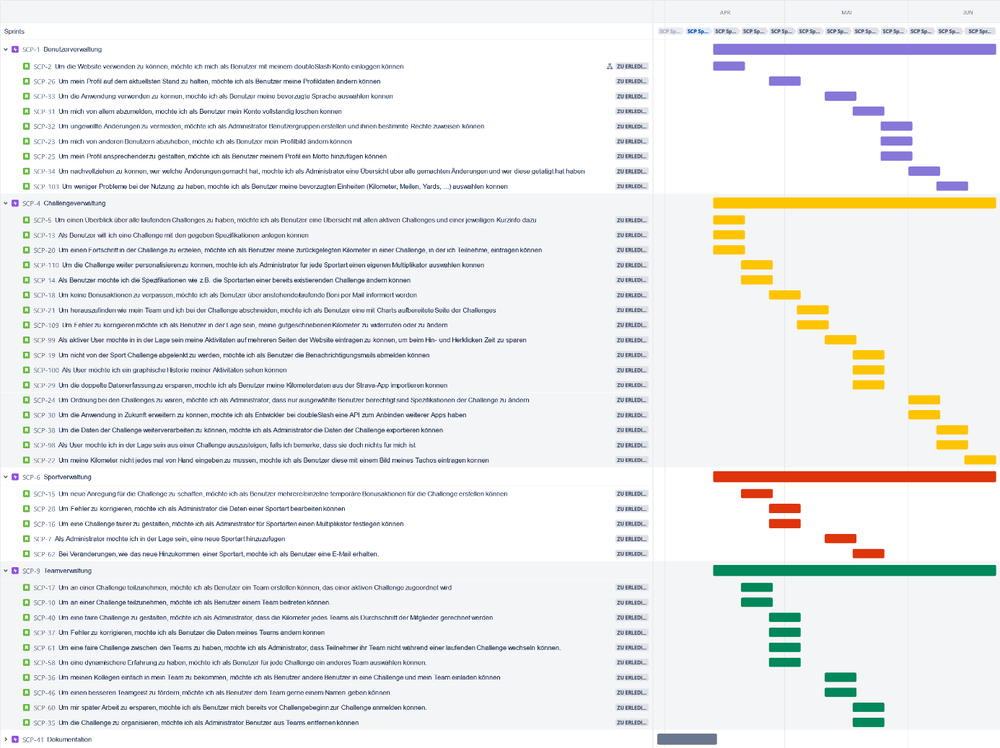 APR MAI JUN
Sprints SCP Sp... SCP Sp... SCP Sp... SCP Sp... SCP Sp... SCP Sp... SCP Sp... SCP Sp... SCP Sp... SCP Sp... SCP Sp... SCP Spr...
SCP-1 Benutzerverwaltung
SCP-2 Um die Website verwenden zu können, möchte ich mich als Benutzer mit meinem doubleSlash Konto einloggen können ZU ERLEDI...
SCP-26 Um mein Profil auf dem aktuellsten Stand zu halten, möchte ich als Benutzer meine Profildaten ändern können ZU ERLEDI...
SCP-33 Um die Anwendung verwenden zu können, möchte ich als Benutzer meine bevorzugte Sprache auswählen können ZU ERLEDI...
SCP-31 Um mich von allem abzumelden, möchte ich als Benutzer mein Konto vollständig löschen können ZU ERLEDI...
SCP-32 Um ungewollte Änderungen zu vermeiden, möchte ich als Administrator Benutzergruppen erstellen und ihnen bestimmte Rechte zuweisen können ZU ERLEDI...
SCP-23 Um mich von anderen Benutzern abzuheben, möchte ich als Benutzer mein Profilbild ändern können ZU ERLEDI...
SCP-25 Um mein Profil ansprechender zu gestalten, möchte ich als Benutzer meinem Profil ein Motto hinzufügen können ZU ERLEDI...
SCP-34 Um nachvollziehen zu können, wer welche Änderungen gemacht hat, möchte ich als Administrator eine Übersicht über alle gemachten Änderungen und wer diese getätigt hat haben ZU ERLEDI...
SCP-103 Um weniger Probleme bei der Nutzung zu haben, möchte ich als Benutzer meine bevorzugten Einheiten (Kilometer, Meilen, Yards, ...) auswählen können ZU ERLEDI...
SCP-4 Challengeverwaltung
SCP-5 Um einen Überblick über alle laufenden Challenges zu haben, möchte ich als Benutzer eine Übersicht mit allen aktiven Challenges und einer jeweiligen Kurzinfo dazu ZU ERLEDI...
SCP-13 Als Benutzer will ich eine Challenge mit den gegeben Spezifikationen anlegen können ZU ERLEDI...
SCP-20 Um einen Fortschritt in der Challenge zu erzielen, möchte ich als Benutzer meine zurückgelegten Kilometer in einer Challenge, in der ich Teilnehme, eintragen können ZU ERLEDI...
SCP-110 Um die Challenge weiter personalisieren zu können, möchte ich als Administrator für jede Sportart einen eigenen Multiplikator auswählen können ZU ERLEDI...
SCP-14 Als Benutzer möchte ich die Spezifikationen wie z.B. die Sportarten einer bereits existierenden Challenge ändern können ZU ERLEDI...
SCP-18 Um keine Bonusaktionen zu verpassen, möchte ich als Benutzer über anstehende/laufende Boni per Mail informiert werden ZU ERLEDI...
SCP-21 Um herauszufinden wie mein Team und ich bei der Challenge abschneiden, möchte ich als Benutzer eine mit Charts aufbereitete Seite der Challenges ZU ERLEDI...
SCP-109 Um Fehler zu korrigieren möchte ich als Benutzer in der Lage sein, meine gutgeschriebenen Kilometer zu widerrufen oder zu ändern ZU ERLEDI...
SCP-99 Als aktiver User möchte in in der Lage sein meine Aktivitäten auf mehreren Seiten der Website eintragen zu können, um beim Hin- und Herklicken Zeit zu sparen ZU ERLEDI...
SCP-19 Um nicht von der Sport Challenge abgelenkt zu werden, möchte ich als Benutzer die Benachrichtigungsmails abmelden können ZU ERLEDI...
SCP-100 Als User möchte ich ein graphische Historie meiner Aktivitäten sehen können ZU ERLEDI...
SCP-29 Um die doppelte Datenerfassung zu ersparen, möchte ich als Benutzer meine Kilometerdaten aus der Strava-App importieren können ZU ERLEDI...
SCP-24 Um Ordnung bei den Challenges zu waren, möchte ich als Administrator, dass nur ausgewählte Benutzer berechtigt sind Spezifikationen der Challenge zu ändern ZU ERLEDI...
SCP-30 Um die Anwendung in Zukunft erweitern zu können, möchte ich als Entwickler bei doubleSlash eine API zum Anbinden weiterer Apps haben ZU ERLEDI...
SCP-38 Um die Daten der Challenge weiterverarbeiten zu können, möchte ich als Administrator die Daten der Challenge exportieren können ZU ERLEDI...
SCP-98 Als User möchte ich in der Lage sein aus einer Challenge auszusteigen, falls ich bemerke, dass sie doch nichts für mich ist ZU ERLEDI...
SCP-22 Um meine Kilometer nicht jedes mal von Hand eingeben zu müssen, möchte ich als Benutzer diese mit einem Bild meines Tachos eintragen können ZU ERLEDI...
SCP-6 Sportverwaltung
SCP-15 Um neue Anregung für die Challenge zu schaffen, möchte ich als Benutzer mehrere/einzelne temporäre Bonusaktionen für die Challenge erstellen können ZU ERLEDI...
SCP-28 Um Fehler zu korrigieren, möchte ich als Administrator die Daten einer Sportart bearbeiten können ZU ERLEDI...
SCP-16 Um eine Challenge fairer zu gestalten, möchte ich als Administrator für Sportarten einen Multiplikator festlegen können ZU ERLEDI...
SCP-7 Als Administrator möchte ich in der Lage sein, eine neue Sportart hinzuzufügen ZU ERLEDI...
SCP-62 Bei Veränderungen, wie das neue Hinzukommen einer Sportart, möchte ich als Benutzer eine E-Mail erhalten. ZU ERLEDI...
SCP-9 Teamverwaltung
SCP-17 Um an einer Challenge teilzunehmen, möchte ich als Benutzer ein Team erstellen können, das einer aktiven Challenge zugeordnet wird ZU ERLEDI...
SCP-10 Um an einer Challenge teilzunehmen, möchte ich als Benutzer einem Team beitreten können. ZU ERLEDI...
SCP-40 Um eine faire Challenge zu gestalten, möchte ich als Administrator, dass die Kilometer jedes Teams als Durchschnitt der Mitglieder gerechnet werden ZU ERLEDI...
SCP-37 Um Fehler zu korrigieren, möchte ich als Benutzer die Daten meines Teams ändern können ZU ERLEDI...
SCP-61 Um eine faire Challenge zwischen den Teams zu haben, möchte ich als Administrator, dass Teilnehmer ihr Team nicht während einer laufenden Challenge wechseln können. ZU ERLEDI...
SCP-58 Um eine dynamischere Erfahrung zu haben, möchte ich als Benutzer für jede Challenge ein anderes Team auswählen können. ZU ERLEDI...
SCP-36 Um meinen Kollegen einfach in mein Team zu bekommen, möchte ich als Benutzer andere Benutzer in eine Challenge und mein Team einladen können ZU ERLEDI...
SCP-46 Um einen besseren Teamgeist zu fördern, möchte ich als Benutzer dem Team gerne einem Namen geben können. ZU ERLEDI...
SCP-60 Um mir später Arbeit zu ersparen, möchte ich als Benutzer mich bereits vor Challengebeginn zur Challenge anmelden können. ZU ERLEDI...
SCP-35 Um die Challenge zu organisieren, möchte ich als Administrator Benutzer aus Teams entfernen können ZU ERLEDI...
SCP-41 Dokumentation